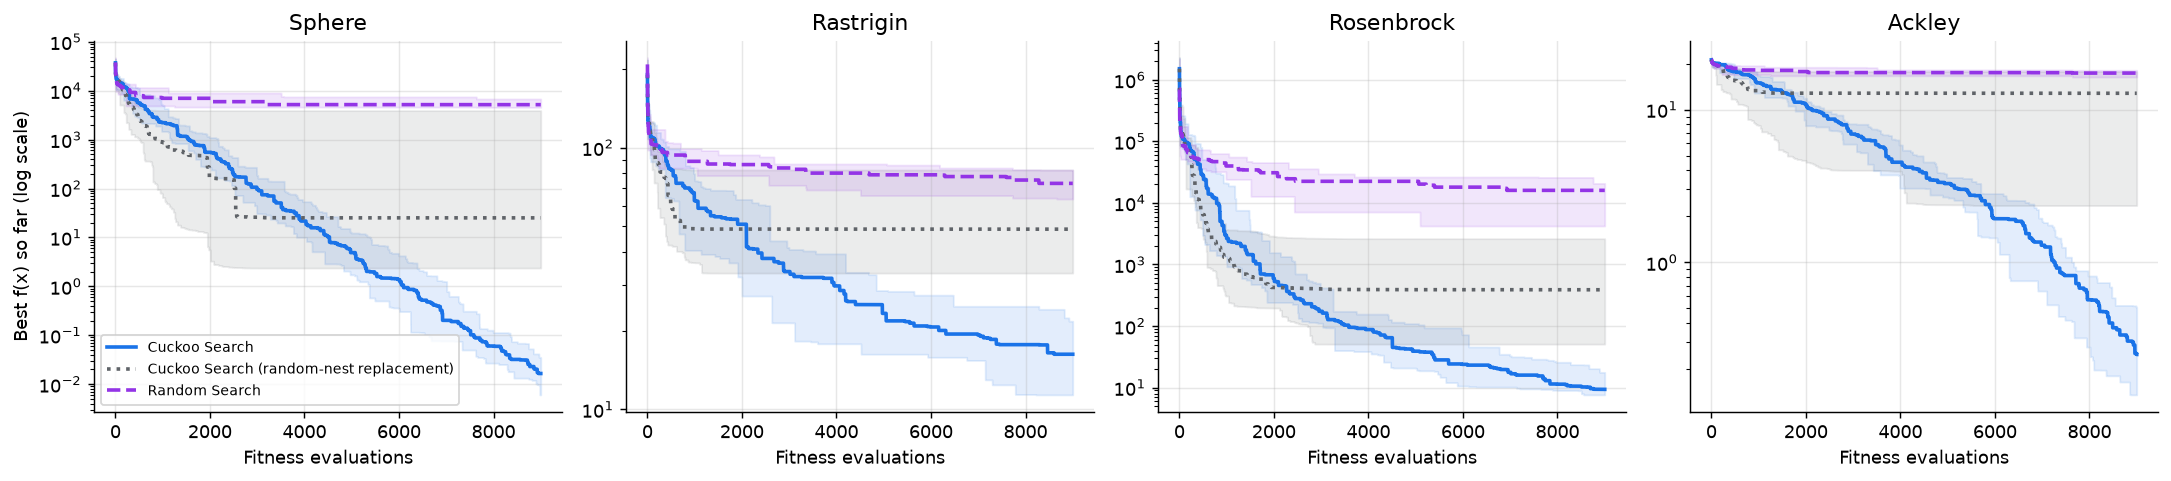 Sphere
Rastrigin
Rosenbrock
Ackley
Best f(x) so far (log scale)
10^5
10^4
10^3
10^2
10^1
10^0
10^-1
10^-2
Cuckoo Search
Cuckoo Search (random-nest replacement)
Random Search
0 2000 4000 6000 8000
Fitness evaluations
10^2
10^1
0 2000 4000 6000 8000
Fitness evaluations
10^6
10^5
10^4
10^3
10^2
10^1
0 2000 4000 6000 8000
Fitness evaluations
10^1
10^0
0 2000 4000 6000 8000
Fitness evaluations